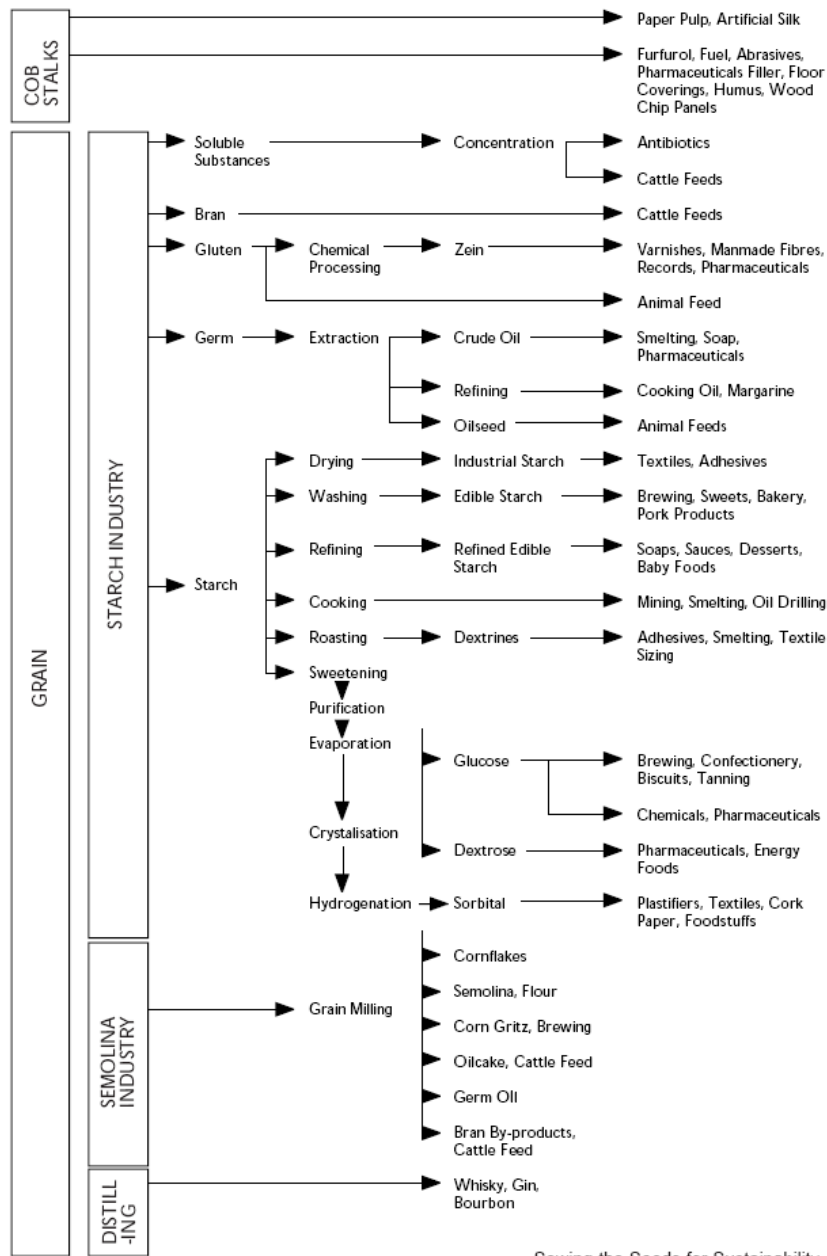 COB
STALKS
Paper Pulp, Artificial Silk
Furfurol, Fuel, Abrasives,
Pharmaceuticals Filler, Floor
Coverings, Humus, Wood
Chip Panels
GRAIN
STARCH INDUSTRY
Soluble
Substances
Concentration
Antibiotics
Cattle Feeds
Bran
Cattle Feeds
Gluten
Chemical
Processing
Zein
Varnishes, Manmade Fibres,
Records, Pharmaceuticals
Animal Feed
Germ
Extraction
Crude Oil
Smelting, Soap,
Pharmaceuticals
Refining
Cooking Oil, Margarine
Oilseed
Animal Feeds
Starch
Drying
Industrial Starch
Textiles, Adhesives
Washing
Edible Starch
Brewing, Sweets, Bakery,
Pork Products
Refining
Refined Edible
Starch
Soaps, Sauces, Desserts,
Baby Foods
Cooking
Mining, Smelting, Oil Drilling
Roasting
Dextrines
Adhesives, Smelting, Textile
Sizing
Sweetening
Purification
Evaporation
Glucose
Brewing, Confectionery,
Biscuits, Tanning
Chemicals, Pharmaceuticals
Crystalisation
Dextrose
Pharmaceuticals, Energy
Foods
Hydrogenation
Sorbital
Plastifiers, Textiles, Cork
Paper, Foodstuffs
SEMOLINA
INDUSTRY
Grain Milling
Cornflakes
Semolina, Flour
Corn Gritz, Brewing
Oilcake, Cattle Feed
Germ OIl
Bran By-products,
Cattle Feed
DISTILL
-ING
Whisky, Gin,
Bourbon
Sowing the Seeds for Sustainability